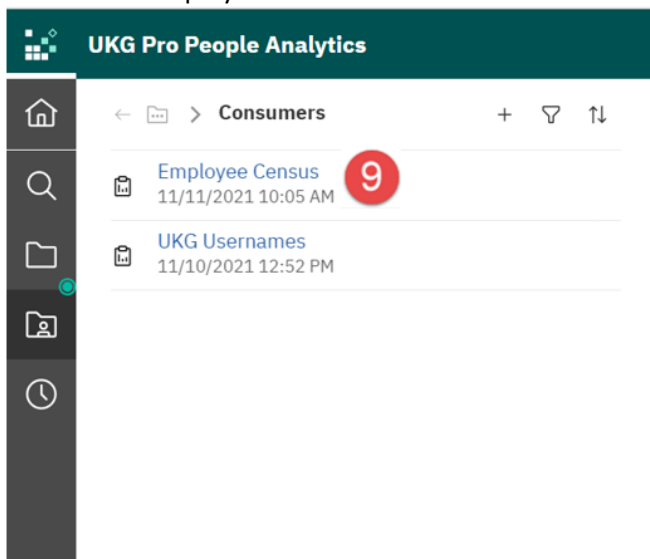 UKG Pro People Analytics
Consumers
Employee Census
9
11/11/2021 10:05 AM
UKG Usernames
11/10/2021 12:52 PM